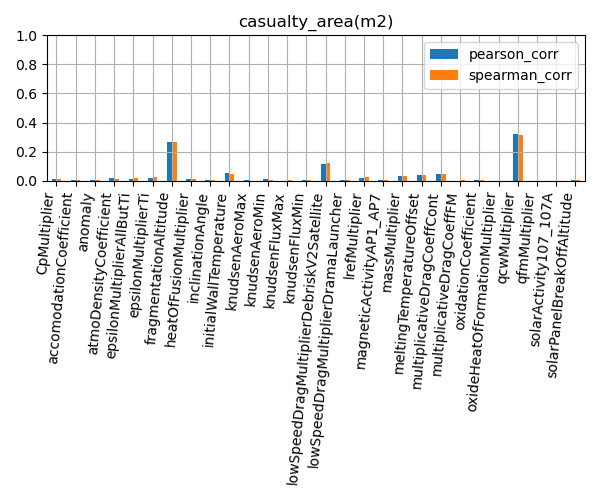 casualty_area(m2)
pearson_corr
spearman_corr
1.0
0.8
0.6
0.4
0.2
0.0
CpMultiplier
accomodationCoefficient
anomaly
atmoDensityCoefficient
epsilonMultiplierAllButTi
epsilonMultiplierTi
fragmentationAltitude
heatOfFusionMultiplier
inclinationAngle
initialWallTemperature
knudsenAeroMax
knudsenAeroMin
knudsenFluxMax
knudsenFluxMin
lowSpeedDragMultiplierDebriskV2Satellite
lowSpeedDragMultiplierDramaLauncher
lrefMultiplier
magneticActivityAP1_AP7
massMultiplier
meltingTemperatureOffset
multiplicativeDragCoeffCont
multiplicativeDragCoeffFM
oxidationCoefficient
oxideHeatOfFormationMultiplier
qcwMultiplier
qfnMultiplier
solarActivity107_107A
solarPanelBreakOffAltitude